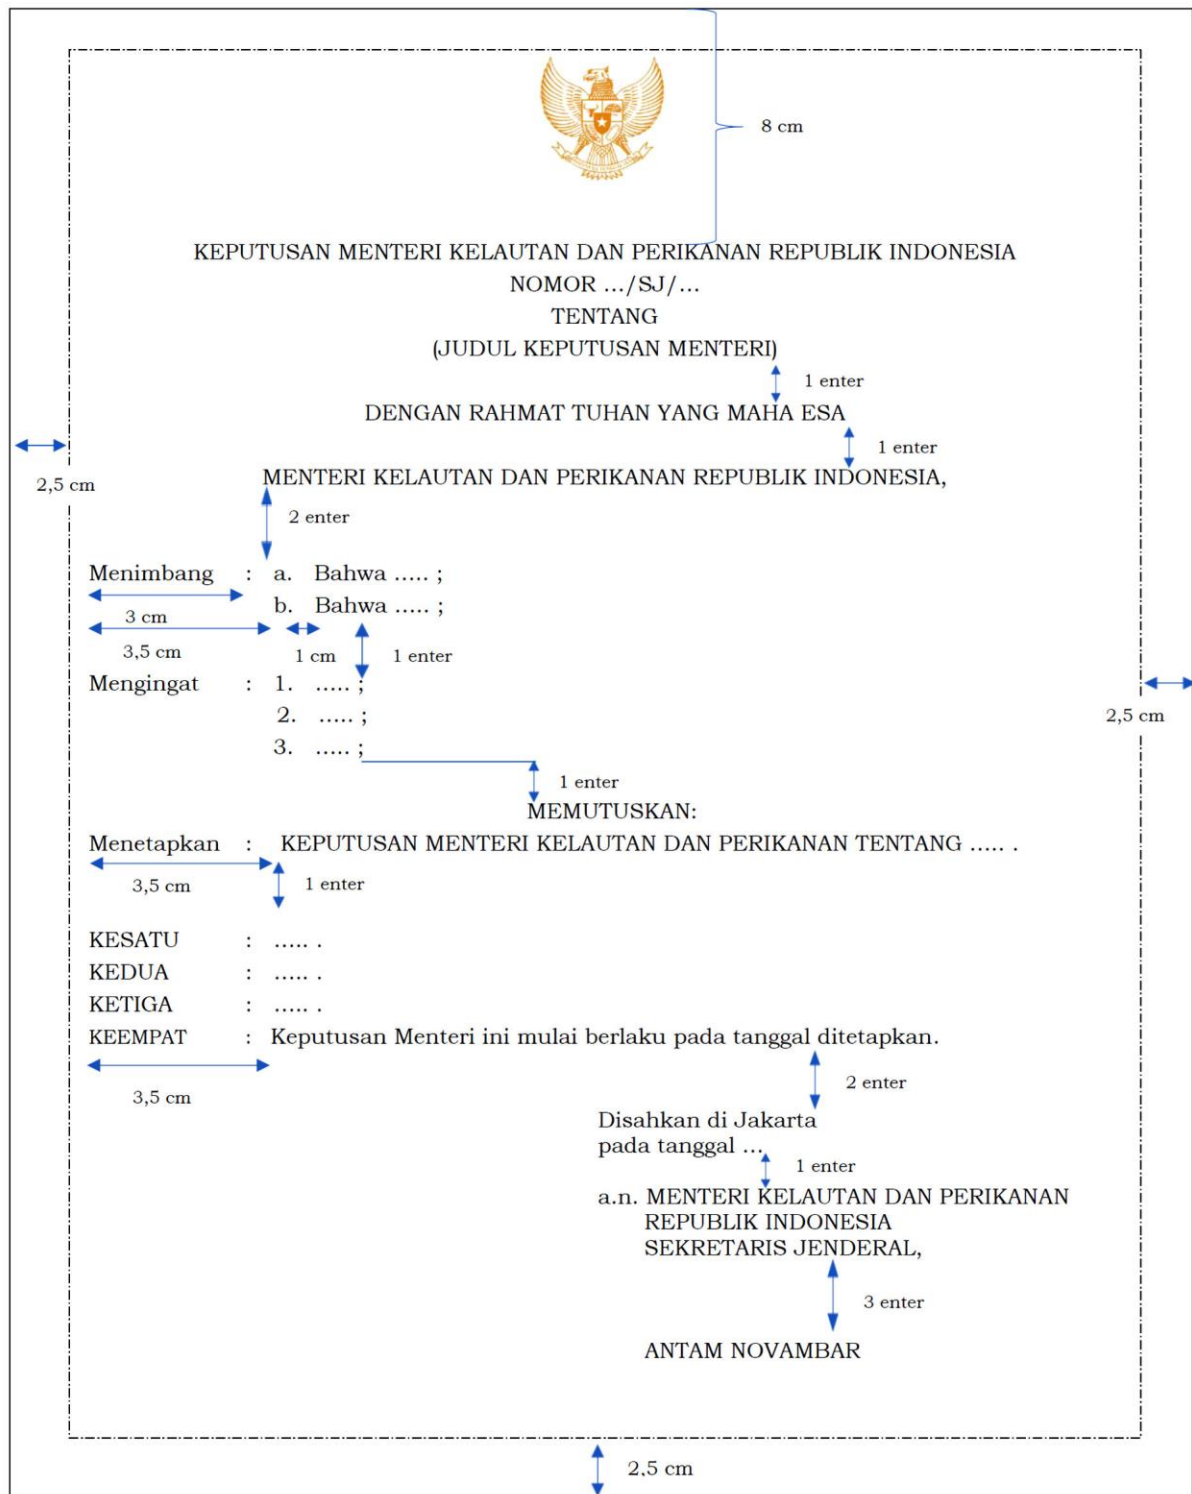 8 cm
KEPUTUSAN MENTERI KELAUTAN DAN PERIKANAN REPUBLIK INDONESIA
NOMOR .../SJ/...
TENTANG
(JUDUL KEPUTUSAN MENTERI)
1 enter
DENGAN RAHMAT TUHAN YANG MAHA ESA
1 enter
2,5 cm
MENTERI KELAUTAN DAN PERIKANAN REPUBLIK INDONESIA,
2 enter
Menimbang : a. Bahwa ..... ;
b. Bahwa ..... ;
3 cm
3,5 cm 1 cm 1 enter
Mengingat : 1. ..... ;
2. ..... ;
2,5 cm
3. ..... ;
1 enter
MEMUTUSKAN:
Menetapkan : KEPUTUSAN MENTERI KELAUTAN DAN PERIKANAN TENTANG ..... .
3,5 cm 1 enter
KESATU : ..... .
KEDUA : ..... .
KETIGA : ..... .
KEEMPAT : Keputusan Menteri ini mulai berlaku pada tanggal ditetapkan.
3,5 cm
2 enter
Disahkan di Jakarta
pada tanggal ...
1 enter
a.n. MENTERI KELAUTAN DAN PERIKANAN
REPUBLIK INDONESIA
SEKRETARIS JENDERAL,
3 enter
ANTAM NOVAMBAR
2,5 cm